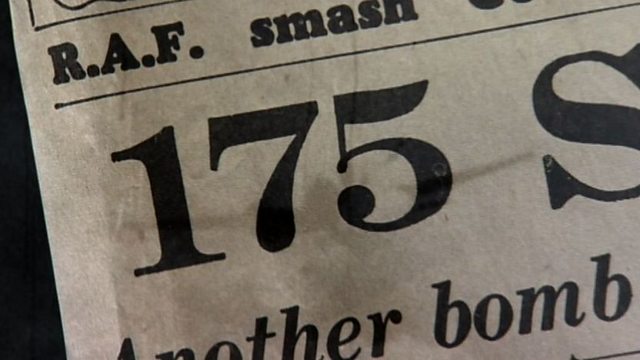 R.A.F. smash
175 S
Another bomb